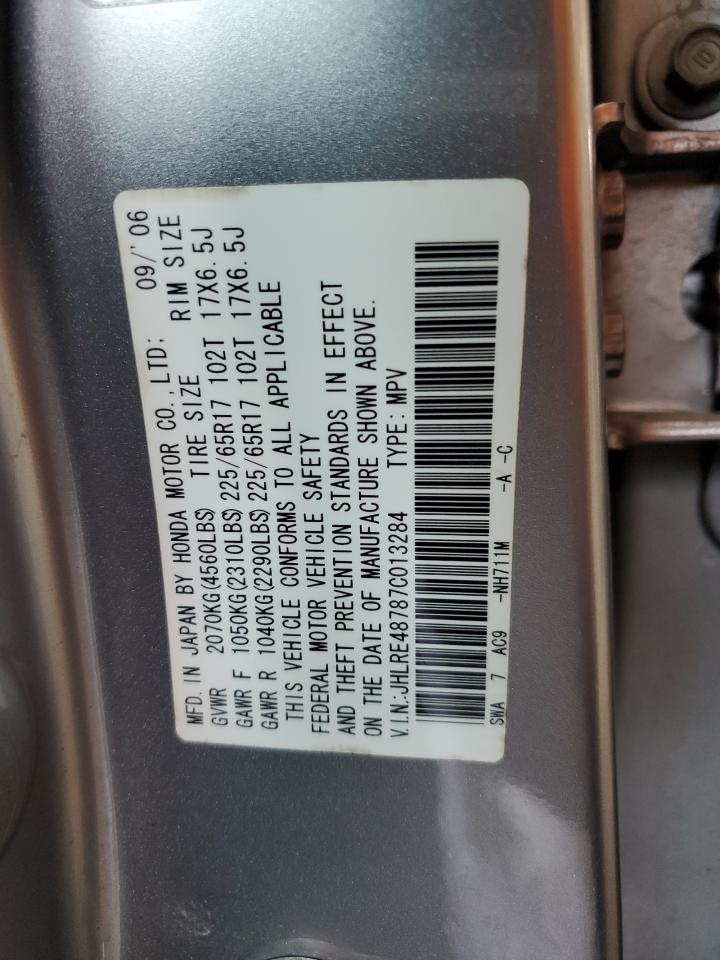 MFD. IN JAPAN BY HONDA MOTOR CO.,LTD; 09/'06
GVWR 2070KG(4560LBS) TIRE SIZE RIM SIZE
GAWR F 1050KG(2310LBS) 225/65R17 102T 17X6.5J
GAWR R 1040KG(2290LBS) 225/65R17 102T 17X6.5J
THIS VEHICLE CONFORMS TO ALL APPLICABLE
FEDERAL MOTOR VEHICLE SAFETY
AND THEFT PREVENTION STANDARDS IN EFFECT
ON THE DATE OF MANUFACTURE SHOWN ABOVE.
V.I.N.:JHLRE48787C013284 TYPE: MPV
SWA 7 AC9 -NH711M -A -C
10